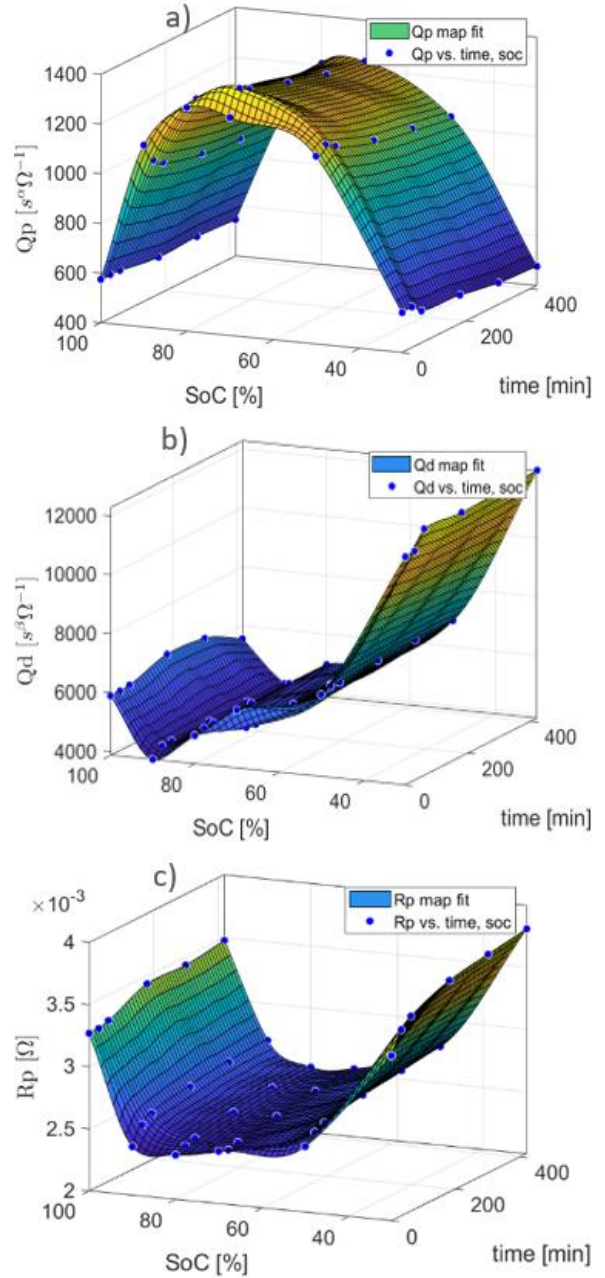 a)
Qp map fit
Qp vs. time, soc
1400
1200
1000
800
600
400
Qp [s^αΩ⁻¹]
100
80
60
40
SoC [%]
0
200
400
time [min]
b)
Qd map fit
Qd vs. time, soc
12000
10000
8000
6000
4000
Qd [s^βΩ⁻¹]
100
80
60
40
SoC [%]
0
200
400
time [min]
c)
×10⁻³
Rp map fit
Rp vs. time, soc
4
3.5
3
2.5
2
Rp [Ω]
100
80
60
40
SoC [%]
0
200
400
time [min]